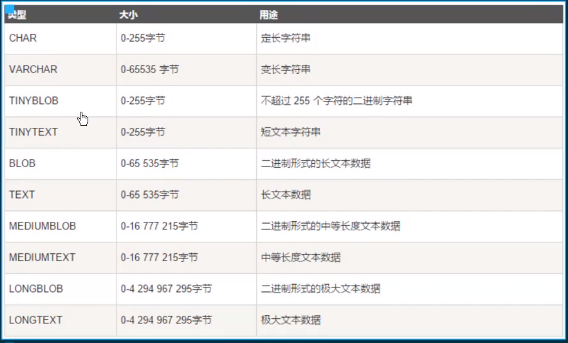 类型 大小 用途
CHAR 0-255字节 定长字符串
VARCHAR 0-65535 字节 变长字符串
TINYBLOB 0-255字节 不超过 255 个字符的二进制字符串
TINYTEXT 0-255字节 短文本字符串
BLOB 0-65 535字节 二进制形式的长文本数据
TEXT 0-65 535字节 长文本数据
MEDIUMBLOB 0-16 777 215字节 二进制形式的中等长度文本数据
MEDIUMTEXT 0-16 777 215字节 中等长度文本数据
LONGBLOB 0-4 294 967 295字节 二进制形式的极大文本数据
LONGTEXT 0-4 294 967 295字节 极大文本数据